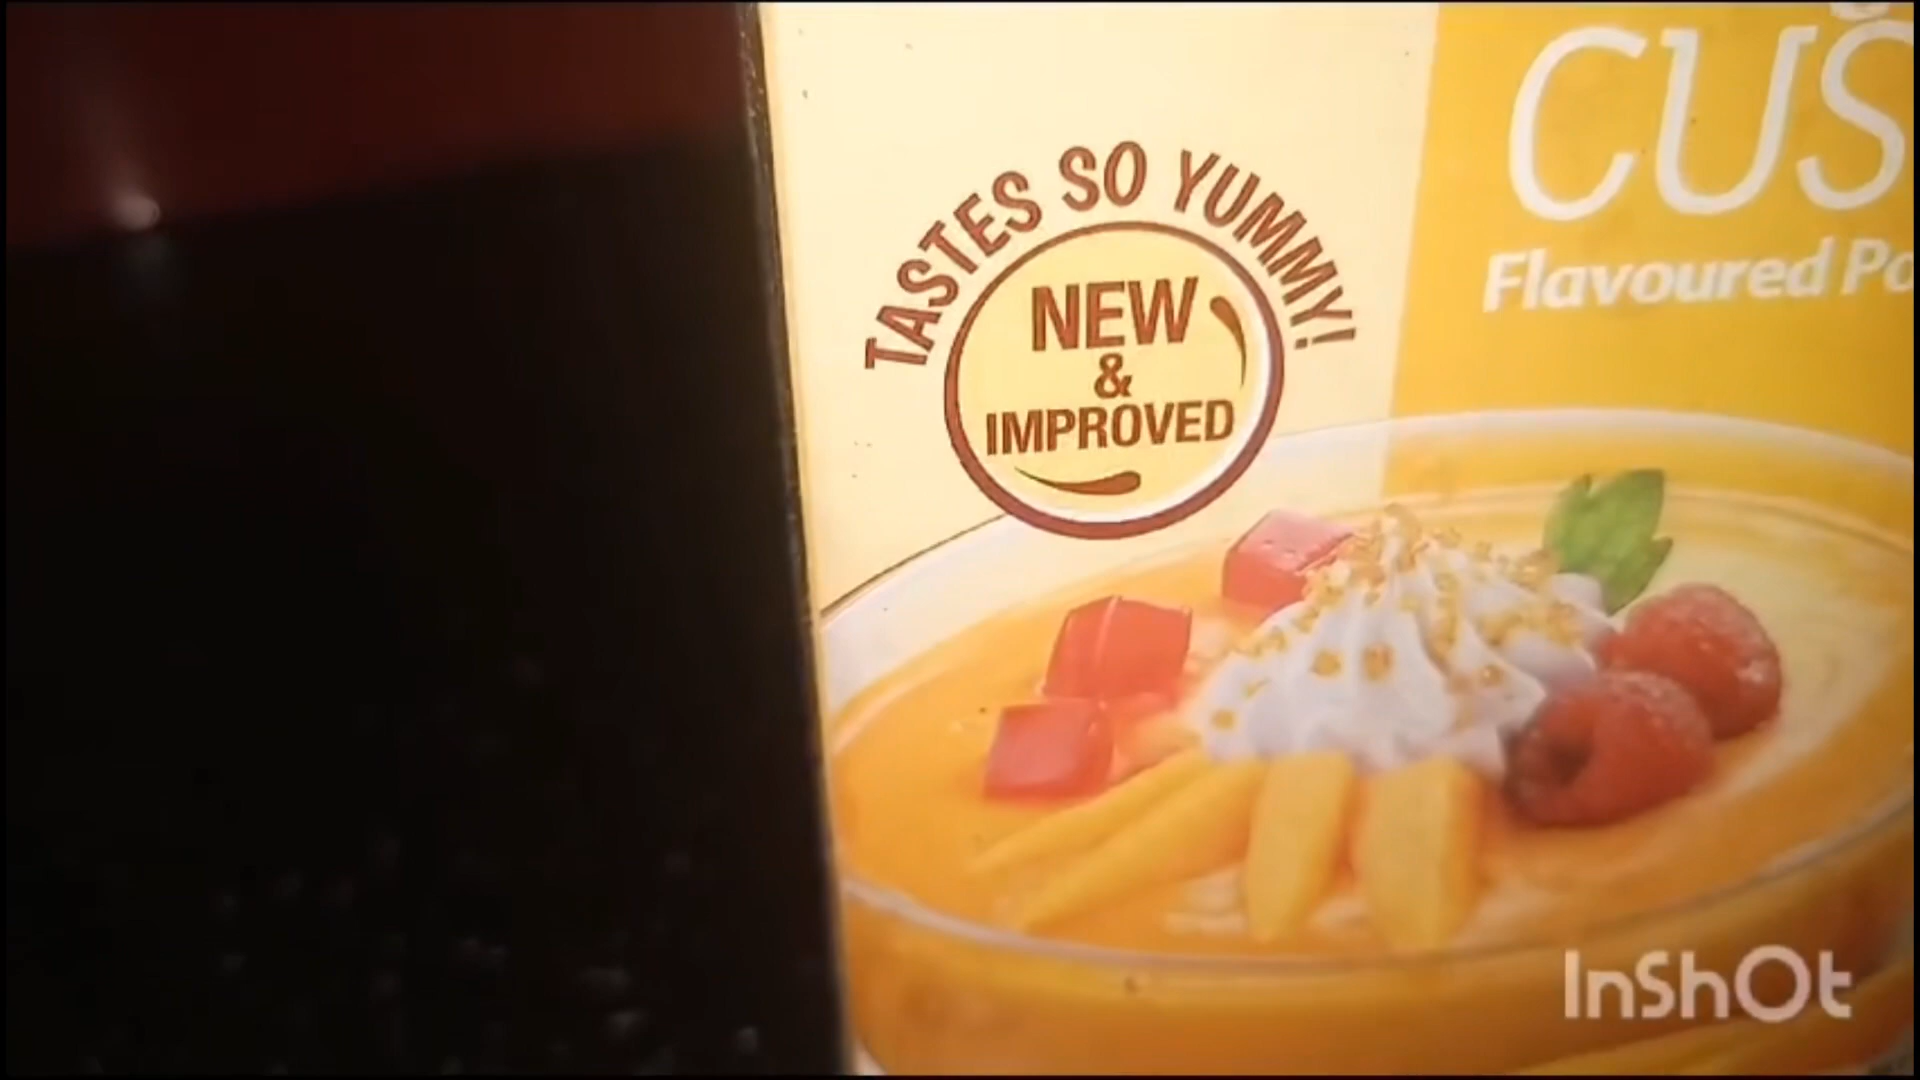 TASTES SO YUMMY!
NEW
&
IMPROVED
CUS
Flavoured Po
InShOt